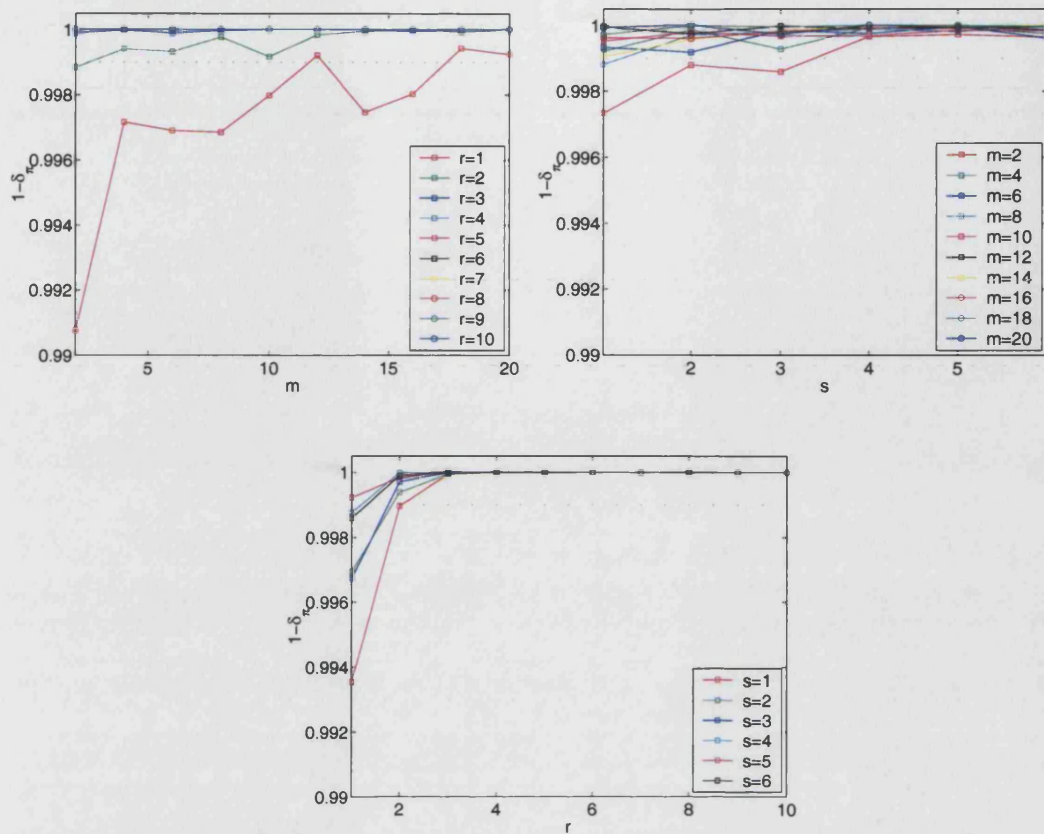 1
0.998
0.996
0.994
0.992
0.99
1−δπ
5
10
15
20
m
r=1
r=2
r=3
r=4
r=5
r=6
r=7
r=8
r=9
r=10
1
0.998
0.996
0.994
0.992
0.99
1−δπ
2
3
4
5
s
m=2
m=4
m=6
m=8
m=10
m=12
m=14
m=16
m=18
m=20
1
0.998
0.996
0.994
0.992
0.99
1−δπ
2
4
6
8
10
r
s=1
s=2
s=3
s=4
s=5
s=6